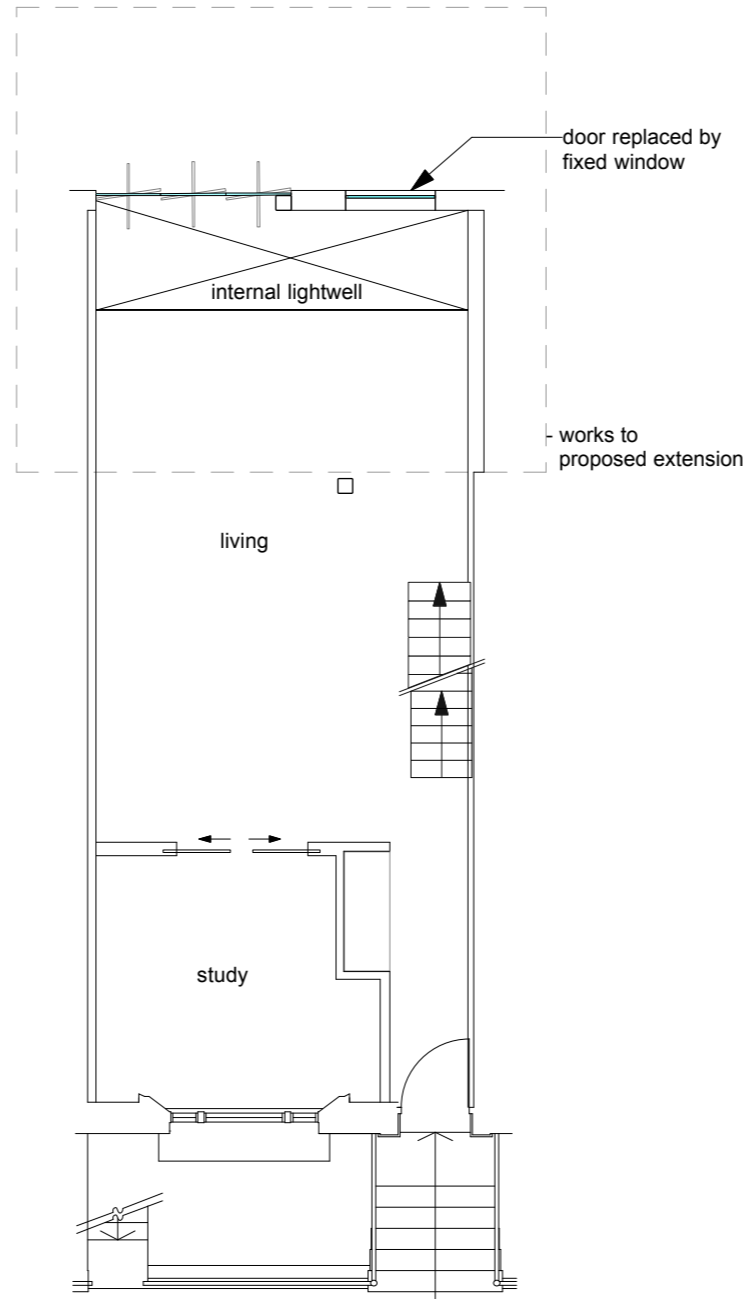 door replaced by
fixed window
internal lightwell
works to
proposed extension
living
study